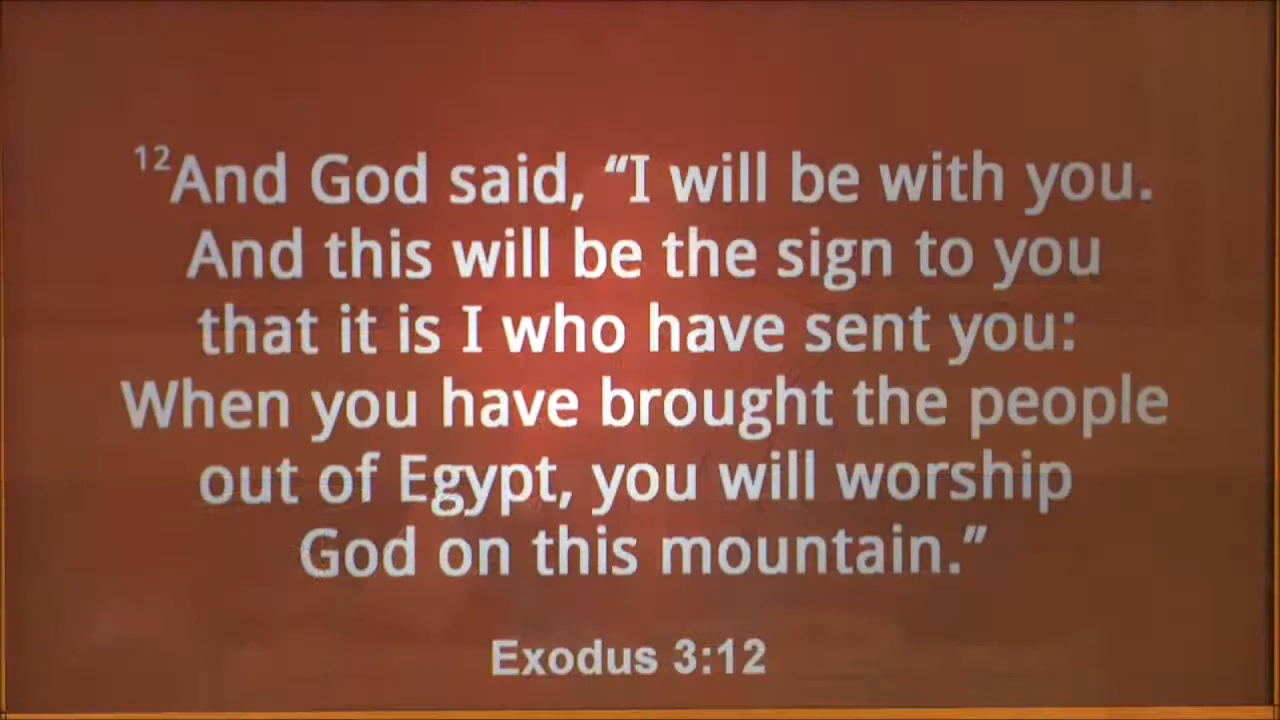 ¹²And God said, “I will be with you.
And this will be the sign to you
that it is I who have sent you:
When you have brought the people
out of Egypt, you will worship
God on this mountain.”
Exodus 3:12